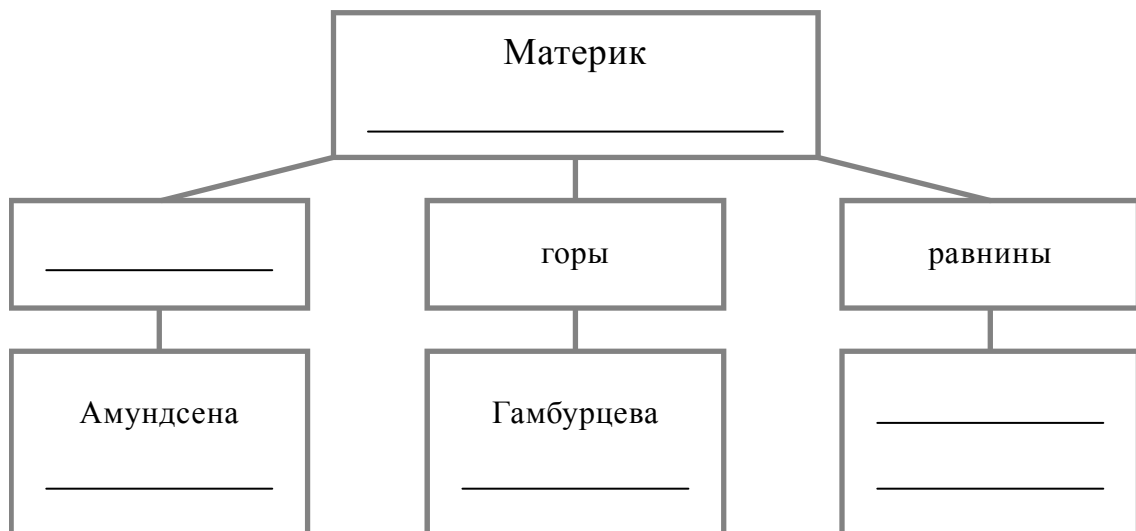 Материк
горы
равнины
Амундсена
Гамбурцева